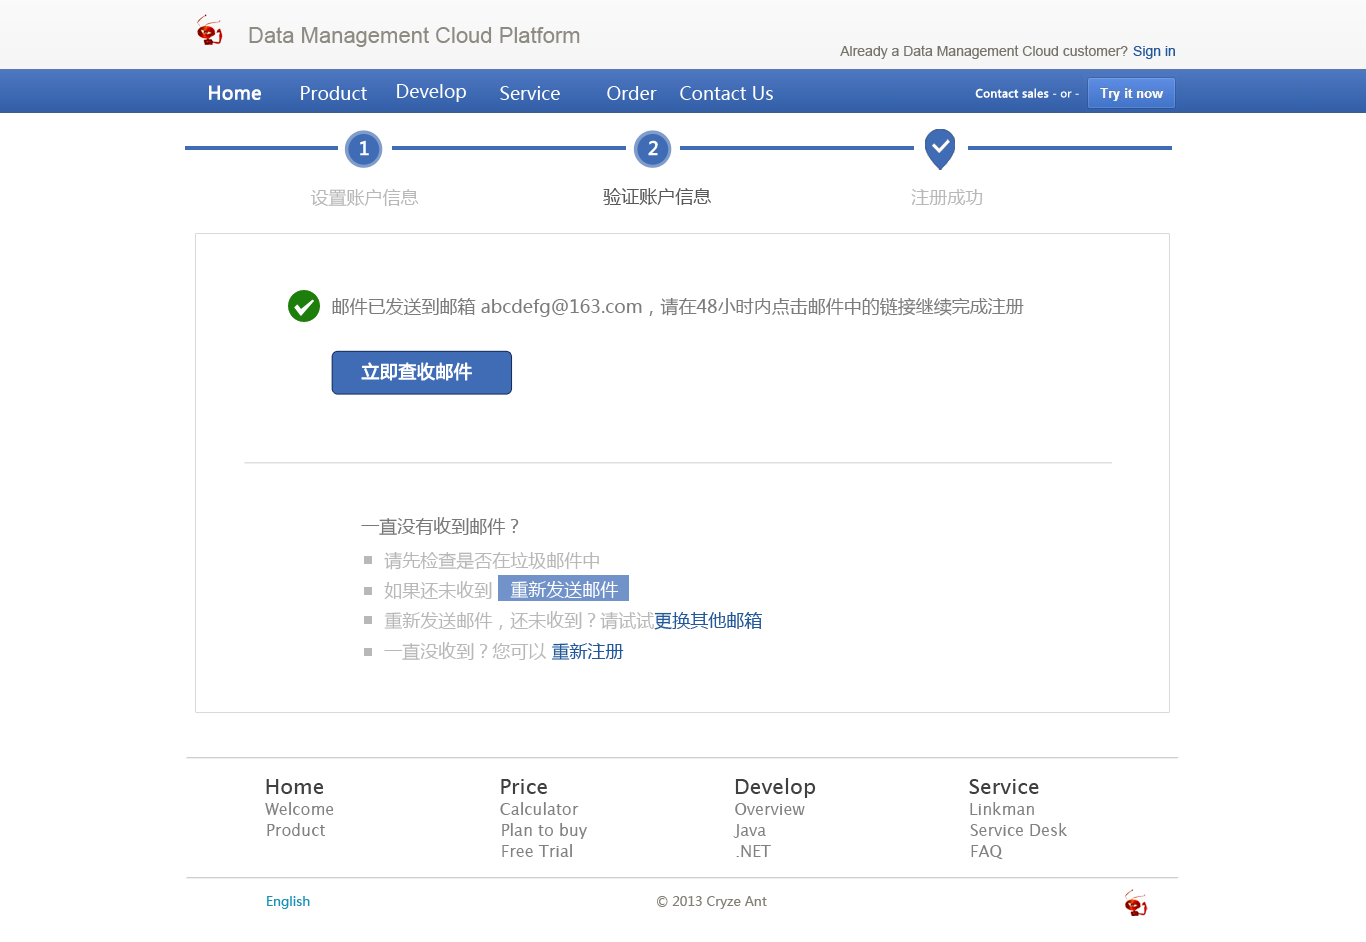 Data Management Cloud Platform
Already a Data Management Cloud customer? Sign in
Home Product Develop Service Order Contact Us Contact sales - or - Try it now
1 2
设置账户信息 验证账户信息 注册成功
邮件已发送到邮箱 abcdefg@163.com，请在48小时内点击邮件中的链接继续完成注册
立即查收邮件
一直没有收到邮件？
请先检查是否在垃圾邮件中
如果还未收到 重新发送邮件
重新发送邮件，还未收到？请试试更换其他邮箱
一直没收到？您可以 重新注册
Home Price Develop Service
Welcome Calculator Overview Linkman
Product Plan to buy Java Service Desk
Free Trial .NET FAQ
English © 2013 Cryze Ant